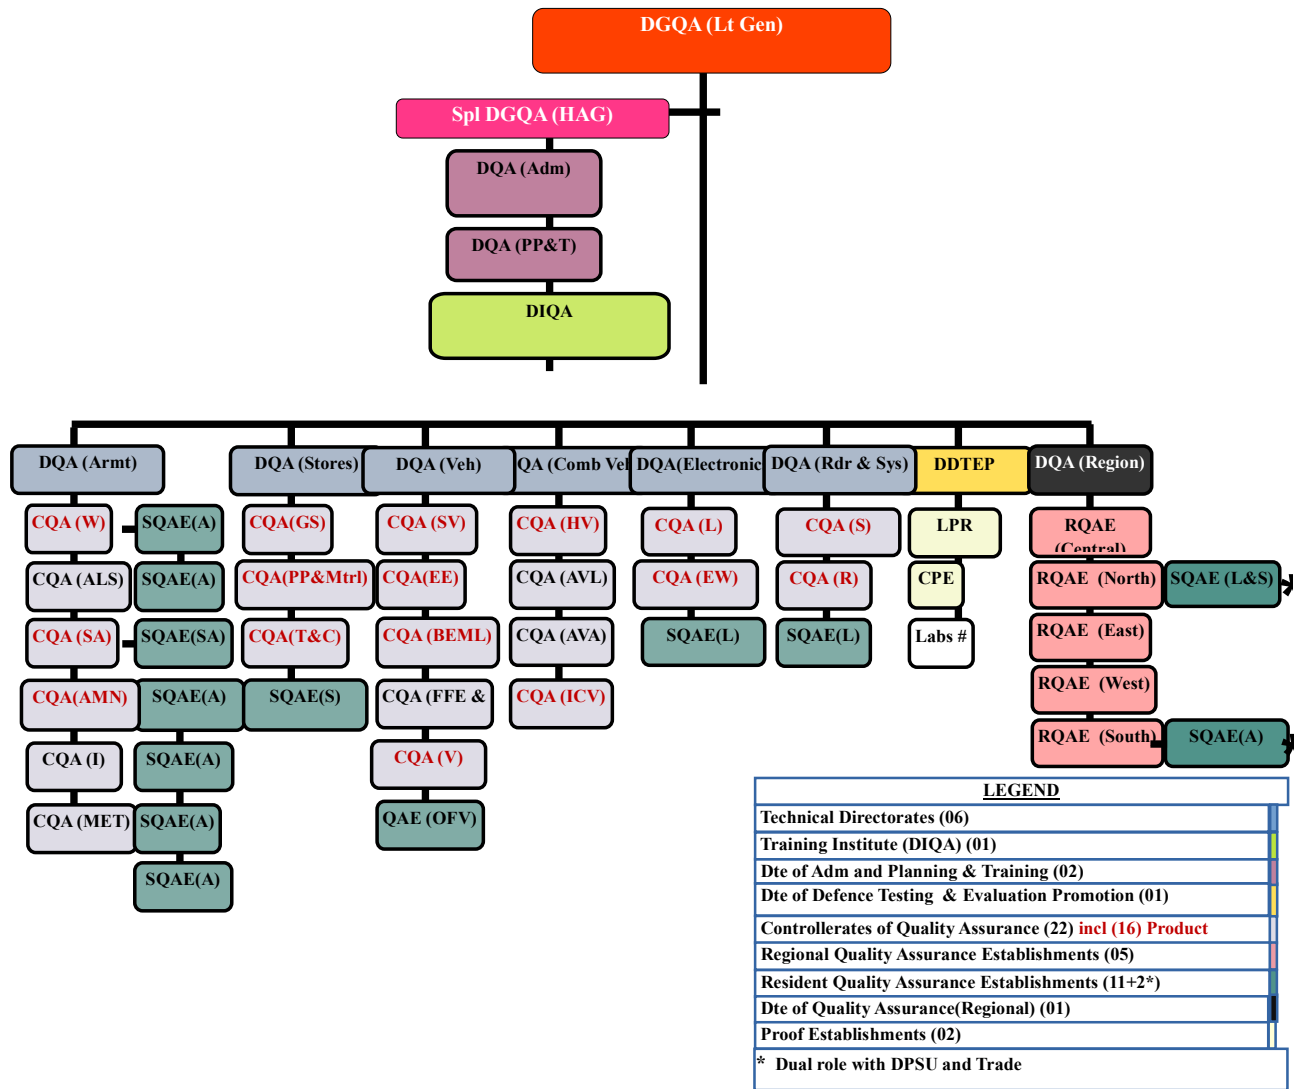 DGQA (Lt Gen)
Spl DGQA (HAG)
DQA (Adm)
DQA (PP&T)
DIQA
DQA (Armt)
DQA (Stores)
DQA (Veh)
QA (Comb Vel
DQA(Electronic
DQA (Rdr & Sys)
DDTEP
DQA (Region)
CQA (W)
SQAE(A)
CQA(GS)
CQA (SV)
CQA (HV)
CQA (L)
CQA (S)
LPR
RQAE
(Central)
CQA (ALS)
SQAE(A)
CQA(PP&Mtrl)
CQA(EE)
CQA (AVL)
CQA (EW)
CQA (R)
CPE
RQAE (North)
SQAE (L&S)
*
CQA (SA)
SQAE(SA)
CQA(T&C)
CQA (BEML)
CQA (AVA)
SQAE(L)
SQAE(L)
Labs #
RQAE (East)
CQA(AMN)
SQAE(A)
SQAE(S)
CQA (FFE &
CQA (ICV)
RQAE (West)
CQA (I)
SQAE(A)
CQA (V)
RQAE (South)
SQAE(A)
*
CQA (MET)
SQAE(A)
QAE (OFV)
SQAE(A)
LEGEND
Technical Directorates (06)
Training Institute (DIQA) (01)
Dte of Adm and Planning & Training (02)
Dte of Defence Testing & Evaluation Promotion (01)
Controllerates of Quality Assurance (22) incl (16) Product
Regional Quality Assurance Establishments (05)
Resident Quality Assurance Establishments (11+2*)
Dte of Quality Assurance(Regional) (01)
Proof Establishments (02)
* Dual role with DPSU and Trade